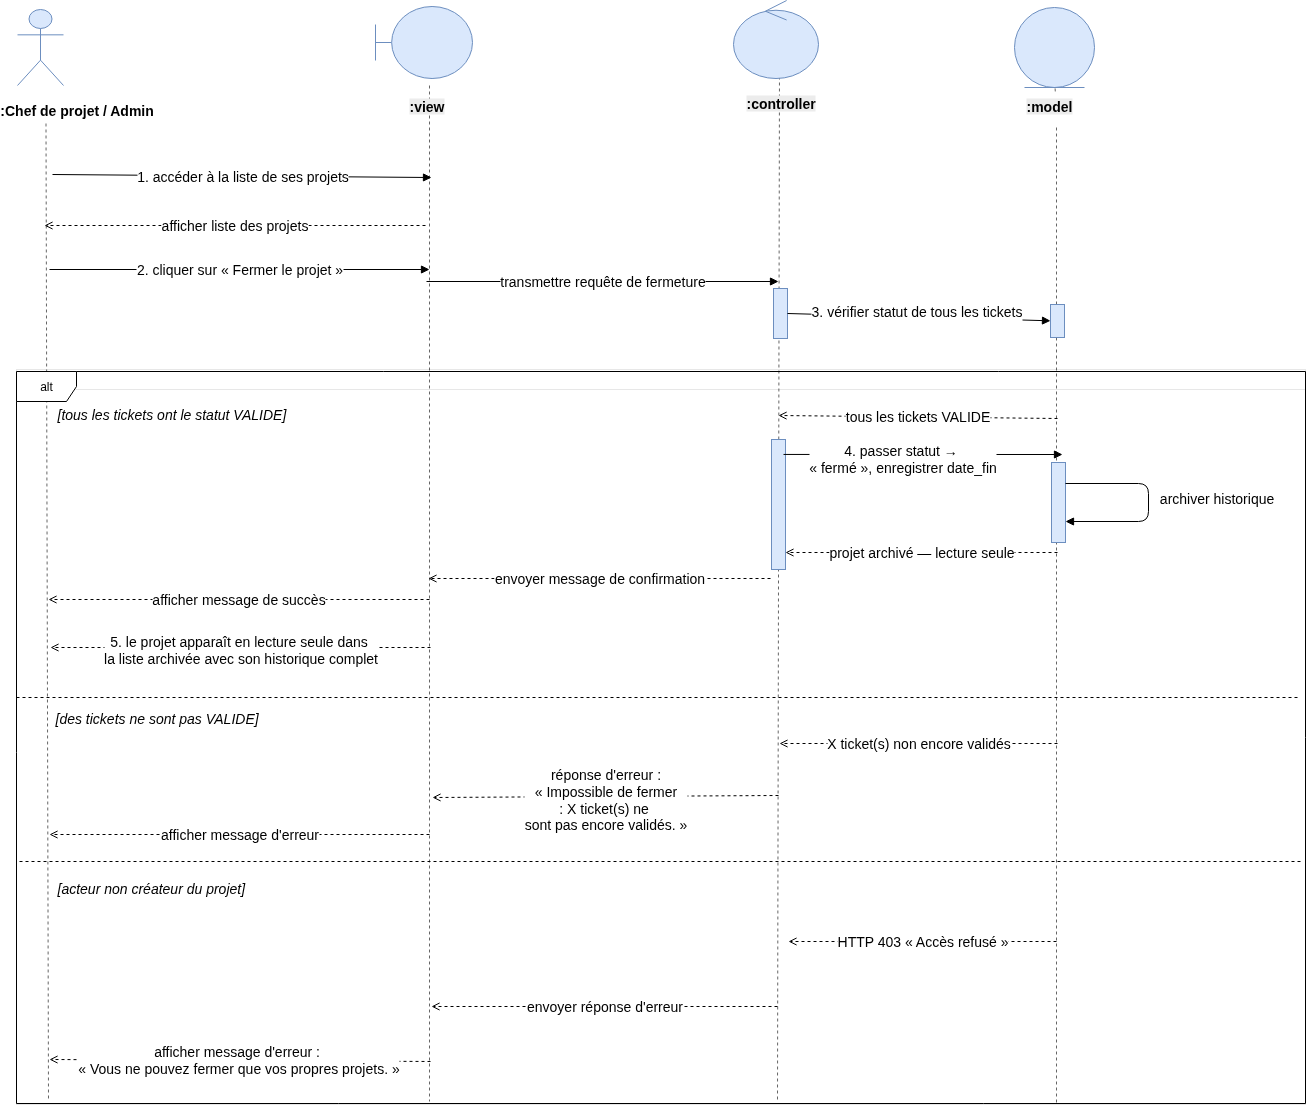 :Chef de projet / Admin
:view
:controller
:model
1. accéder à la liste de ses projets
afficher liste des projets
2. cliquer sur « Fermer le projet »
transmettre requête de fermeture
3. vérifier statut de tous les tickets
alt
[tous les tickets ont le statut VALIDE]
tous les tickets VALIDE
4. passer statut →
« fermé », enregistrer date_fin
archiver historique
projet archivé — lecture seule
envoyer message de confirmation
afficher message de succès
5. le projet apparaît en lecture seule dans
la liste archivée avec son historique complet
[des tickets ne sont pas VALIDE]
X ticket(s) non encore validés
réponse d'erreur :
« Impossible de fermer
: X ticket(s) ne
sont pas encore validés. »
afficher message d'erreur
[acteur non créateur du projet]
HTTP 403 « Accès refusé »
envoyer réponse d'erreur
afficher message d'erreur :
« Vous ne pouvez fermer que vos propres projets. »